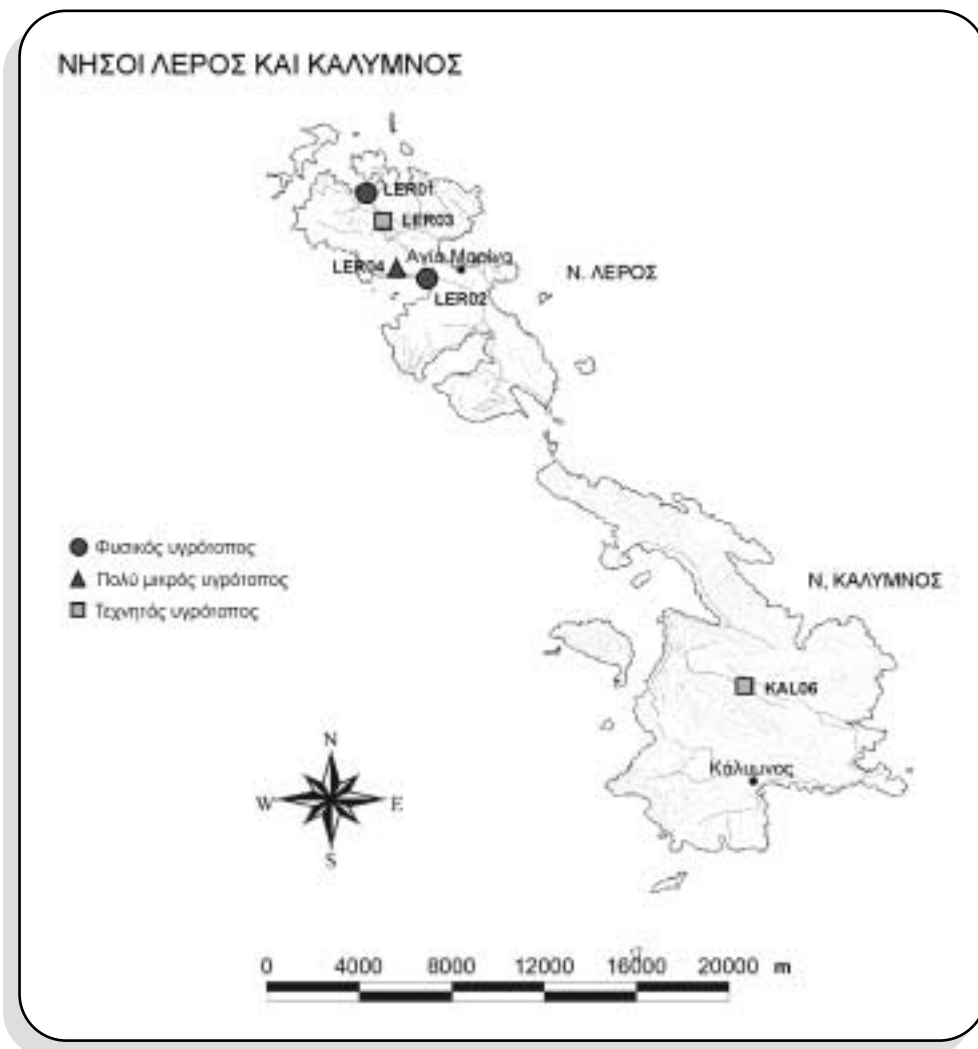 ΝΗΣΟΙ ΛΕΡΟΣ ΚΑΙ ΚΑΛΥΜΝΟΣ
LER01
LER03
Αγία Μαρίνα
LER04
LER02
Ν. ΛΕΡΟΣ
Φυσικός υγρότοπος
Πολύ μικρός υγρότοπος
Τεχνητός υγρότοπος
Ν. ΚΑΛΥΜΝΟΣ
KAL06
Κάλυμνος
N
W E
S
0 4000 8000 12000 16000 20000 m